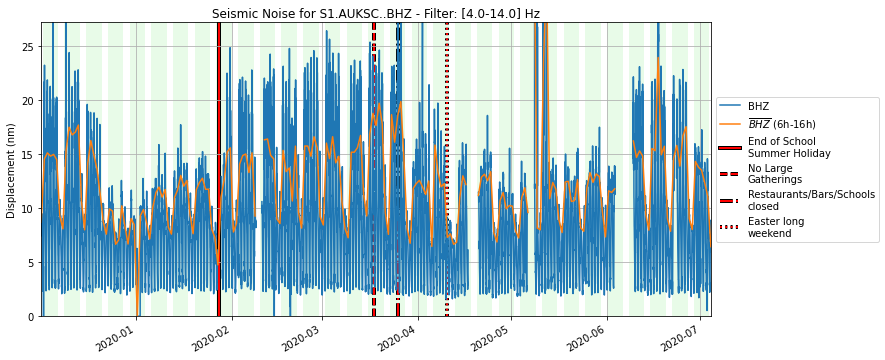 Seismic Noise for S1.AUKSC..BHZ - Filter: [4.0-14.0] Hz
Displacement (nm)
25
20
15
10
5
0
2020-01
2020-02
2020-03
2020-04
2020-05
2020-06
2020-07
BHZ
BHZ (6h-16h)
End of School
Summer Holiday
No Large
Gatherings
Restaurants/Bars/Schools
closed
Easter long
weekend